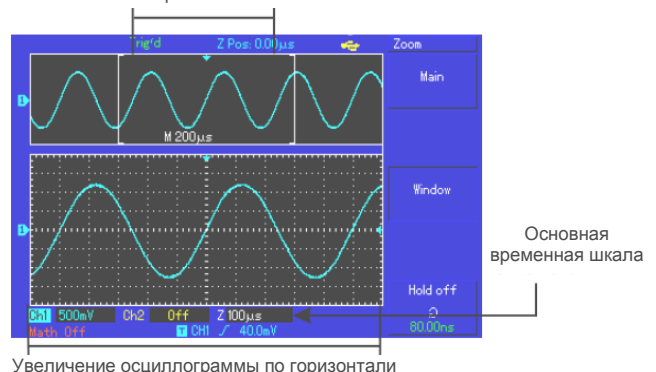 Trig'd Z Pos: 0.00µs Zoom
Main
M 200µs
Window
Основная
временная шкала
Hold off
80.00ns
Ch1 500mV Ch2 Off Z 100µs
Math Off T CH1 40.0mV
Увеличение осциллограммы по горизонтали